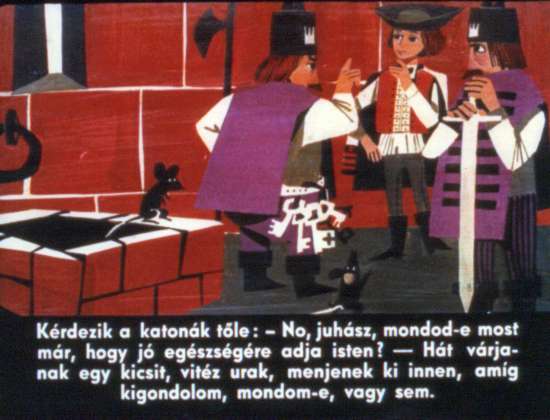 Kérdezik a katonák tőle: – No, juhász, mondod-e most
már, hogy jó egészségére adja isten? — Hát várja-
nak egy kicsit, vitéz urak, menjenek ki innen, amíg
kigondolom, mondom-e, vagy sem.